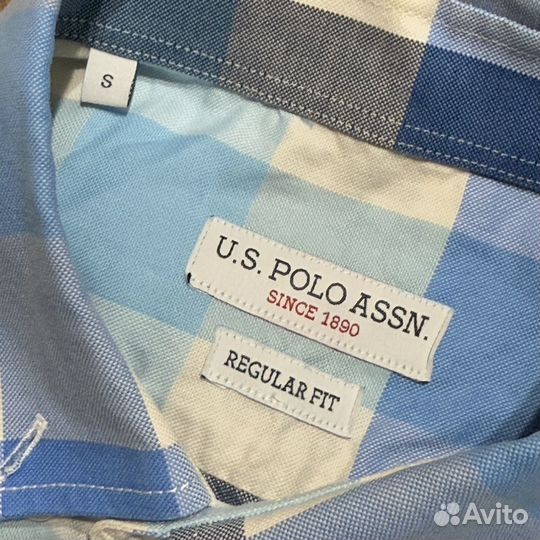 S
U.S. POLO ASSN.
SINCE 1890
REGULAR FIT
Avito